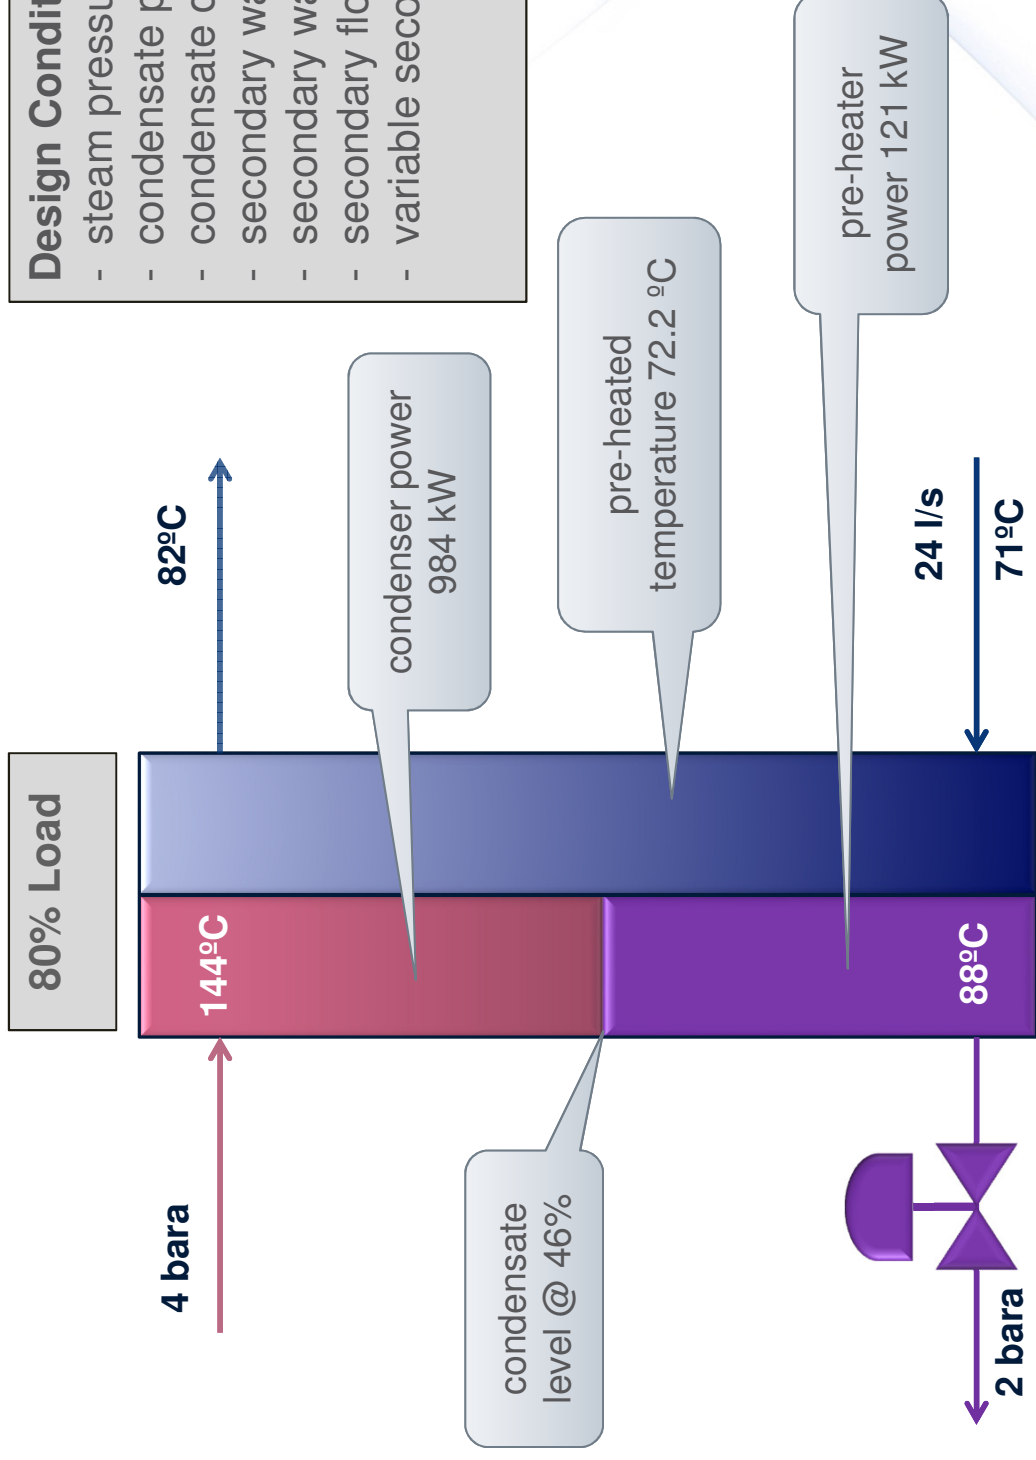 80% Load
Design Condit
- steam pressu
- condensate p
- condensate
- secondary wa
- secondary wa
- secondary flo
- variable seco
4 bara
82ºC
144ºC
condenser power
984 kW
condensate
level @ 46%
pre-heated
temperature 72.2 ºC
pre-heater
power 121 kW
24 l/s
88ºC
2 bara
71ºC